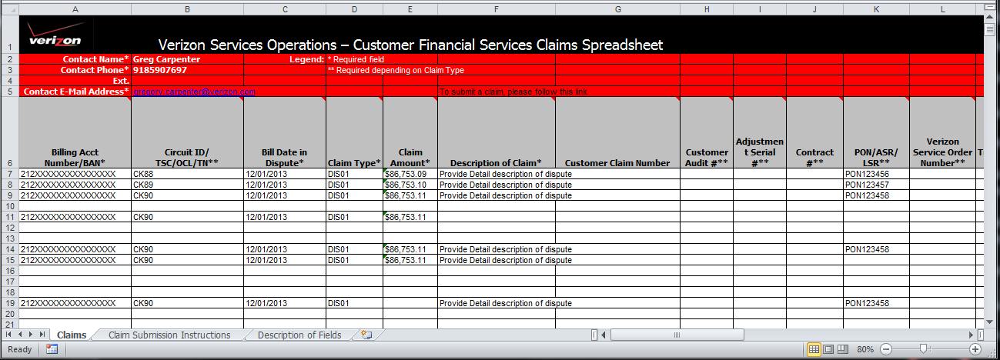 A B C D E F G H I J K L
1 verizon Verizon Services Operations – Customer Financial Services Claims Spreadsheet
2 Contact Name* Greg Carpenter Legend: * Required field
3 Contact Phone* 9185907697 ** Required depending on Claim Type
4 Ext.
5 Contact E-Mail Address* gregory.carpenter@verizon.com To submit a claim, please follow this link.
6 Billing Acct Number/BAN* Circuit ID/ TSC/OCL/TN** Bill Date in Dispute* Claim Type* Claim Amount* Description of Claim* Customer Claim Number Customer Audit #** Adjustmen t Serial #** Contract #** PON/ASR/ LSR** Verizon Service Order Number** T
7 212XXXXXXXXXXXXXXXX CK88 12/01/2013 DIS01 $86,753.09 Provide Detail description of dispute PON123456
8 212XXXXXXXXXXXXXXXX CK89 12/01/2013 DIS01 $86,753.10 Provide Detail description of dispute PON123457
9 212XXXXXXXXXXXXXXXX CK90 12/01/2013 DIS01 $86,753.11 Provide Detail description of dispute PON123458
10
11 212XXXXXXXXXXXXXXXX CK90 12/01/2013 DIS01 $86,753.11
12
13
14 212XXXXXXXXXXXXXXXX CK90 12/01/2013 DIS01 $86,753.11 Provide Detail description of dispute PON123458
15 212XXXXXXXXXXXXXXXX CK90 12/01/2013 DIS01 $86,753.11 Provide Detail description of dispute
16
17
18
19 212XXXXXXXXXXXXXXXX CK90 12/01/2013 DIS01 Provide Detail description of dispute PON123458
20
21
Claims Claim Submission Instructions Description of Fields
Ready 80%